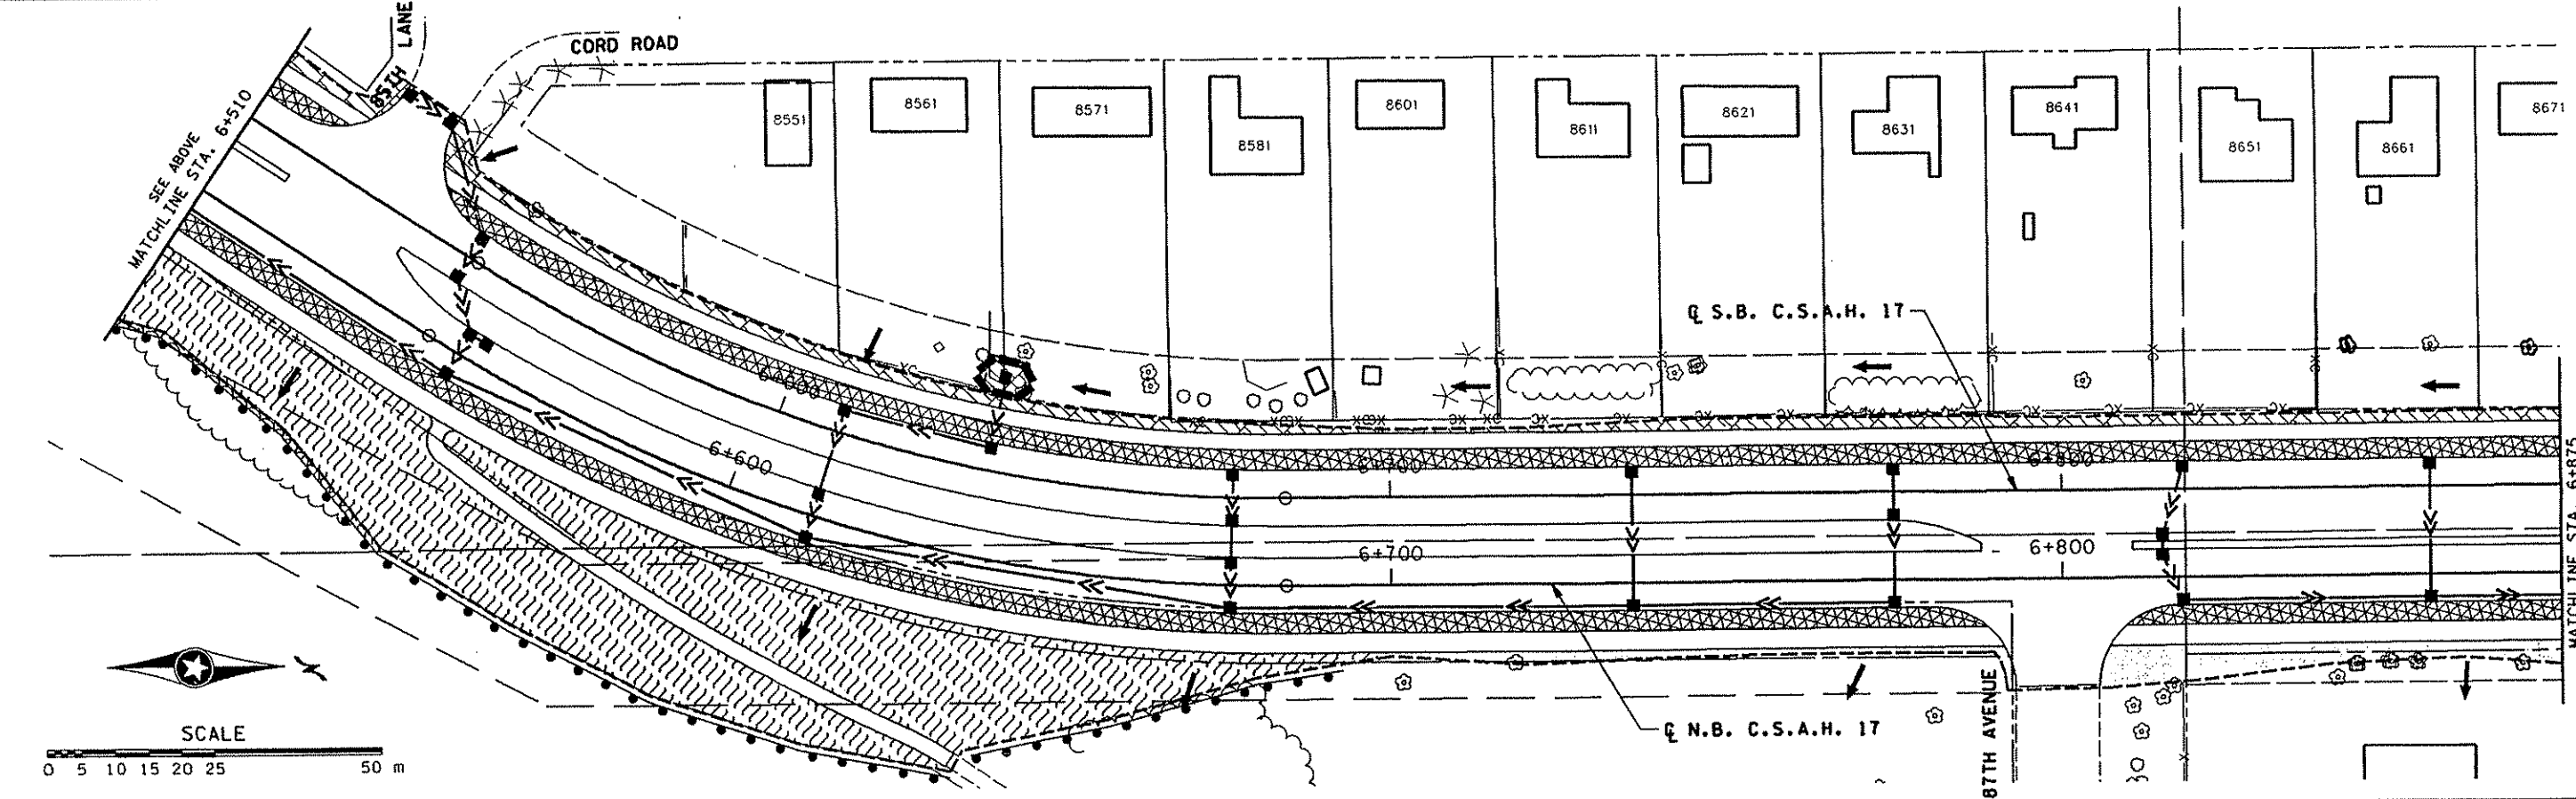 85TH LANE
CORD ROAD
SEE ABOVE
MATCHLINE STA. 6+510
8551
8561
8571
8581
8601
8611
8621
8631
8641
8651
8661
8671
℄ S.B. C.S.A.H. 17
6+600
6+700
6+800
6+600
6+700
6+800
MATCHLINE STA. 6+875
℄ N.B. C.S.A.H. 17
87TH AVENUE
SCALE
0 5 10 15 20 25 50 m